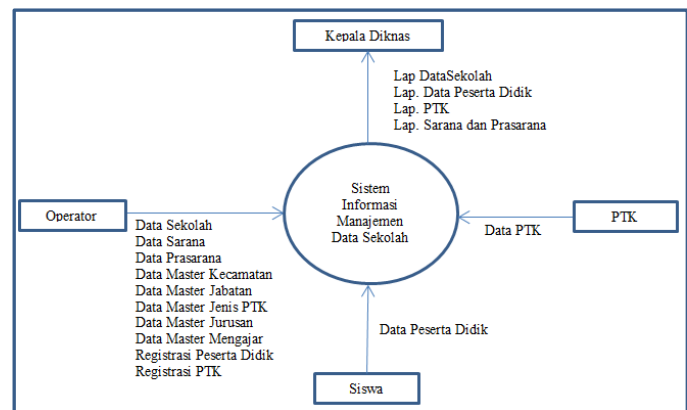 Kepala Diknas
Lap DataSekolah
Lap. Data Peserta Didik
Lap. PTK
Lap. Sarana dan Prasarana
Sistem
Informasi
Manajemen
Data Sekolah
Operator
Data Sekolah
Data Sarana
Data Prasarana
Data Master Kecamatan
Data Master Jabatan
Data Master Jenis PTK
Data Master Jurusan
Data Master Mengajar
Registrasi Peserta Didik
Registrasi PTK
PTK
Data PTK
Data Peserta Didik
Siswa